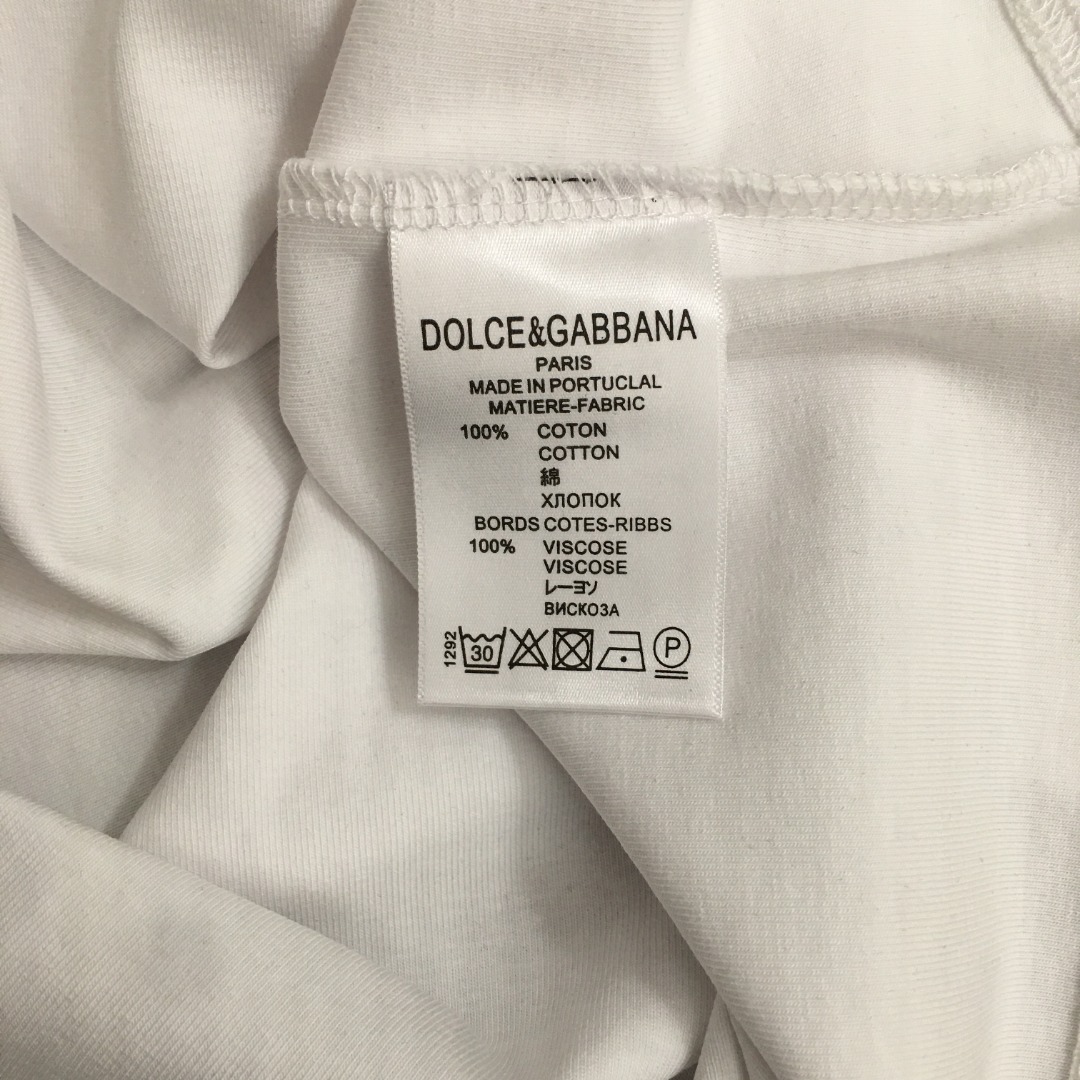 DOLCE&GABBANA
PARIS
MADE IN PORTUCLAL
MATIERE-FABRIC
100% COTON
COTTON
綿
ХЛОПОК
BORDS COTES-RIBBS
100% VISCOSE
VISCOSE
レーヨソ
ВИСКОЗА
1292 30 P